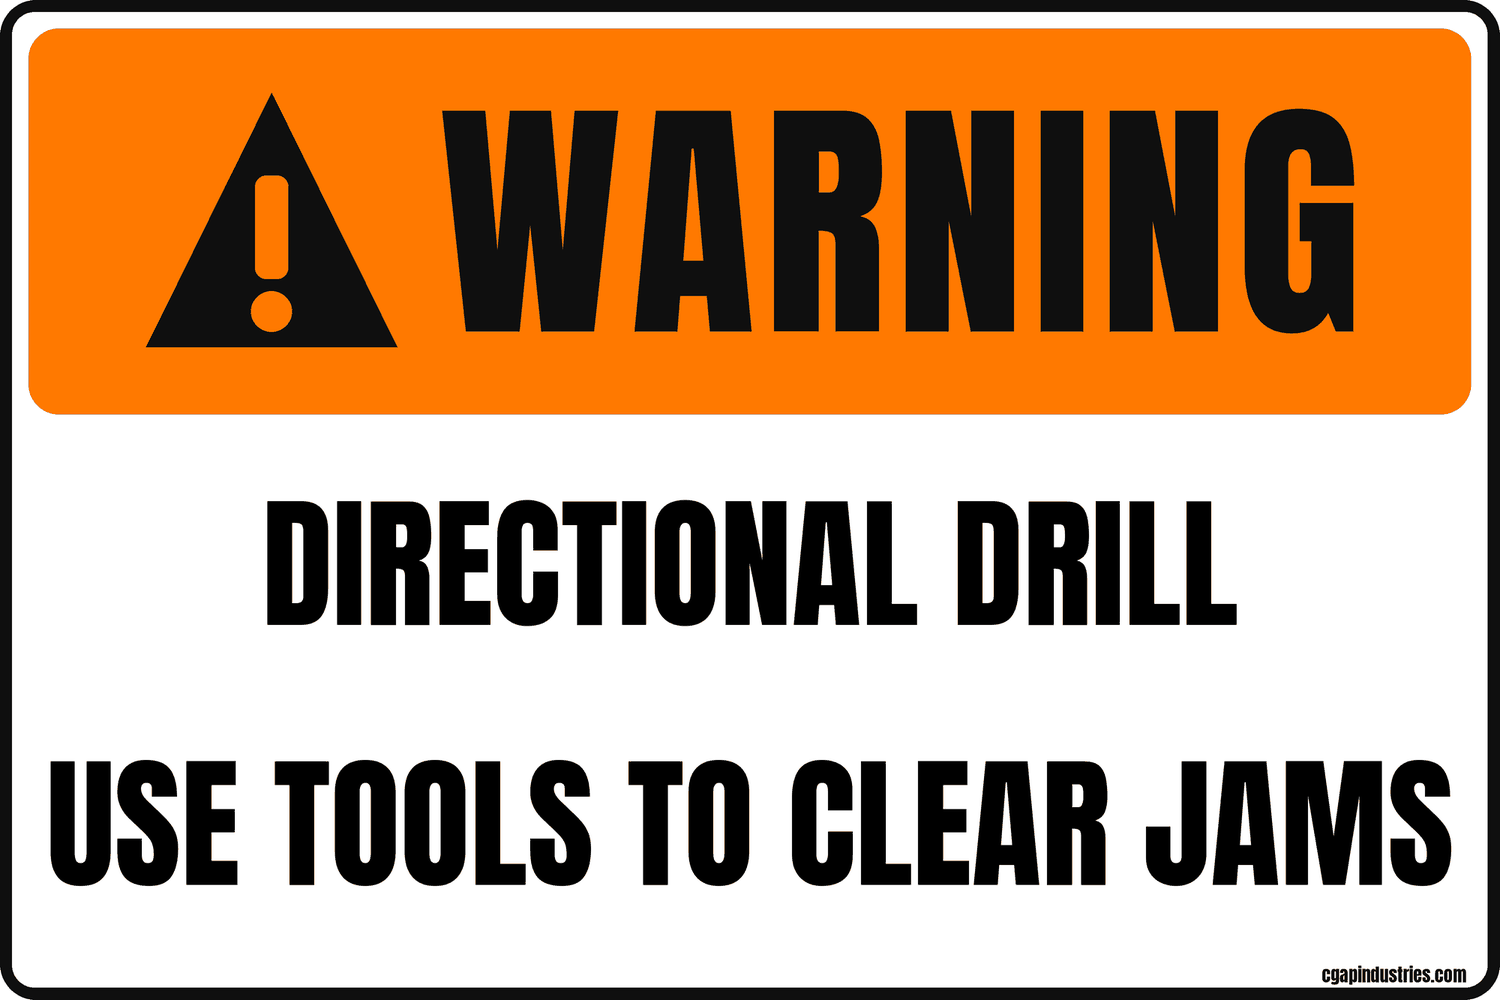 WARNING
DIRECTIONAL DRILL
USE TOOLS TO CLEAR JAMS
cgapindustries.com